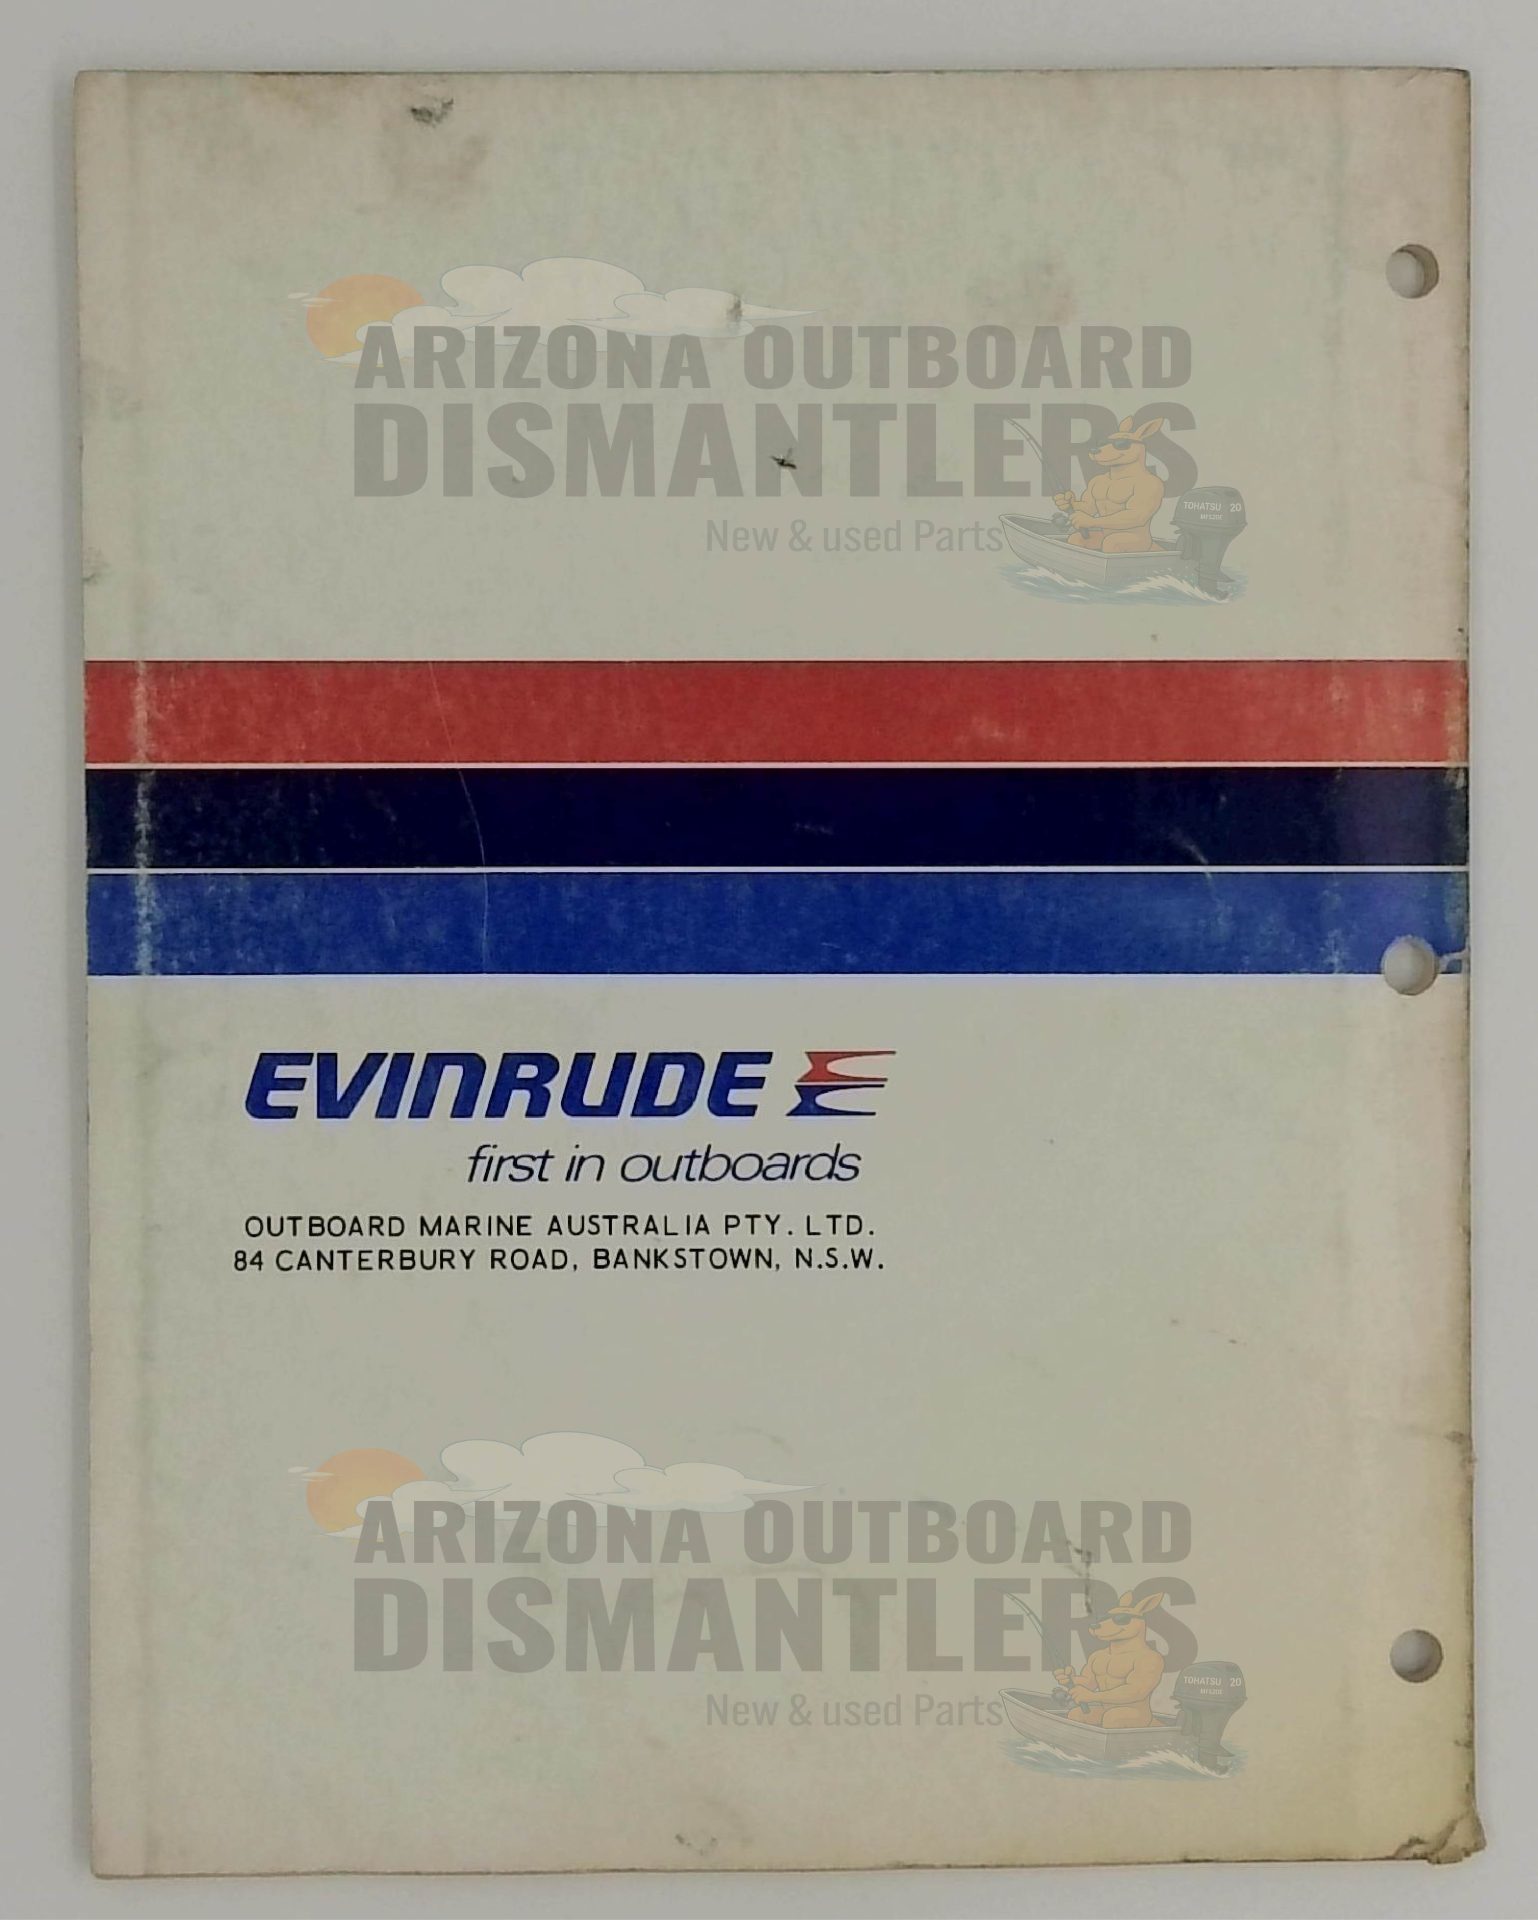 ARIZONA OUTBOARD
DISMANTLERS
New & used Parts
TOHATSU 20
EVINRUDE
first in outboards
OUTBOARD MARINE AUSTRALIA PTY. LTD.
84 CANTERBURY ROAD, BANKSTOWN, N.S.W.
ARIZONA OUTBOARD
DISMANTLERS
New & used Parts
TOHATSU 20